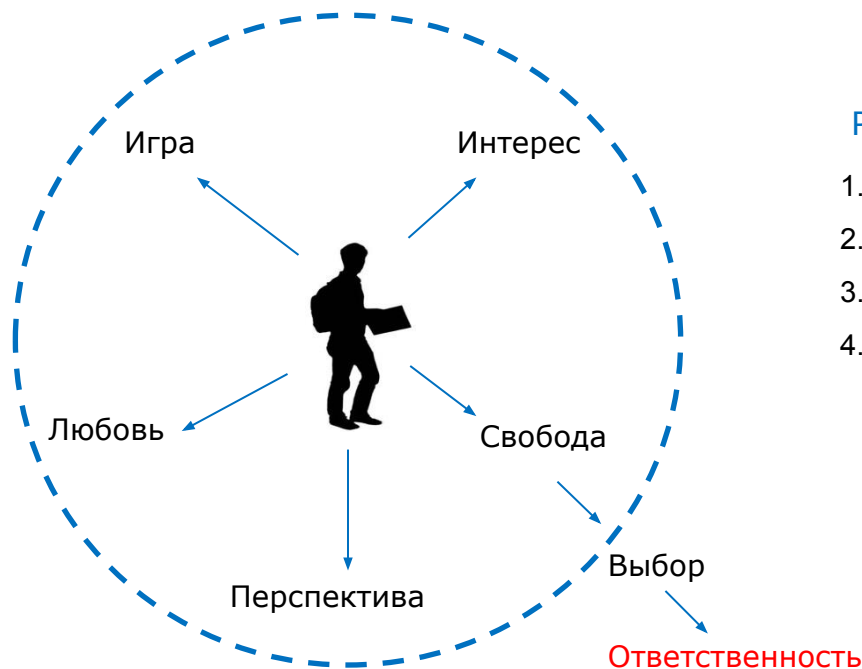 Игра
Интерес
Р
1.
2.
3.
4.
Любовь
Свобода
Выбор
Перспектива
Ответственность